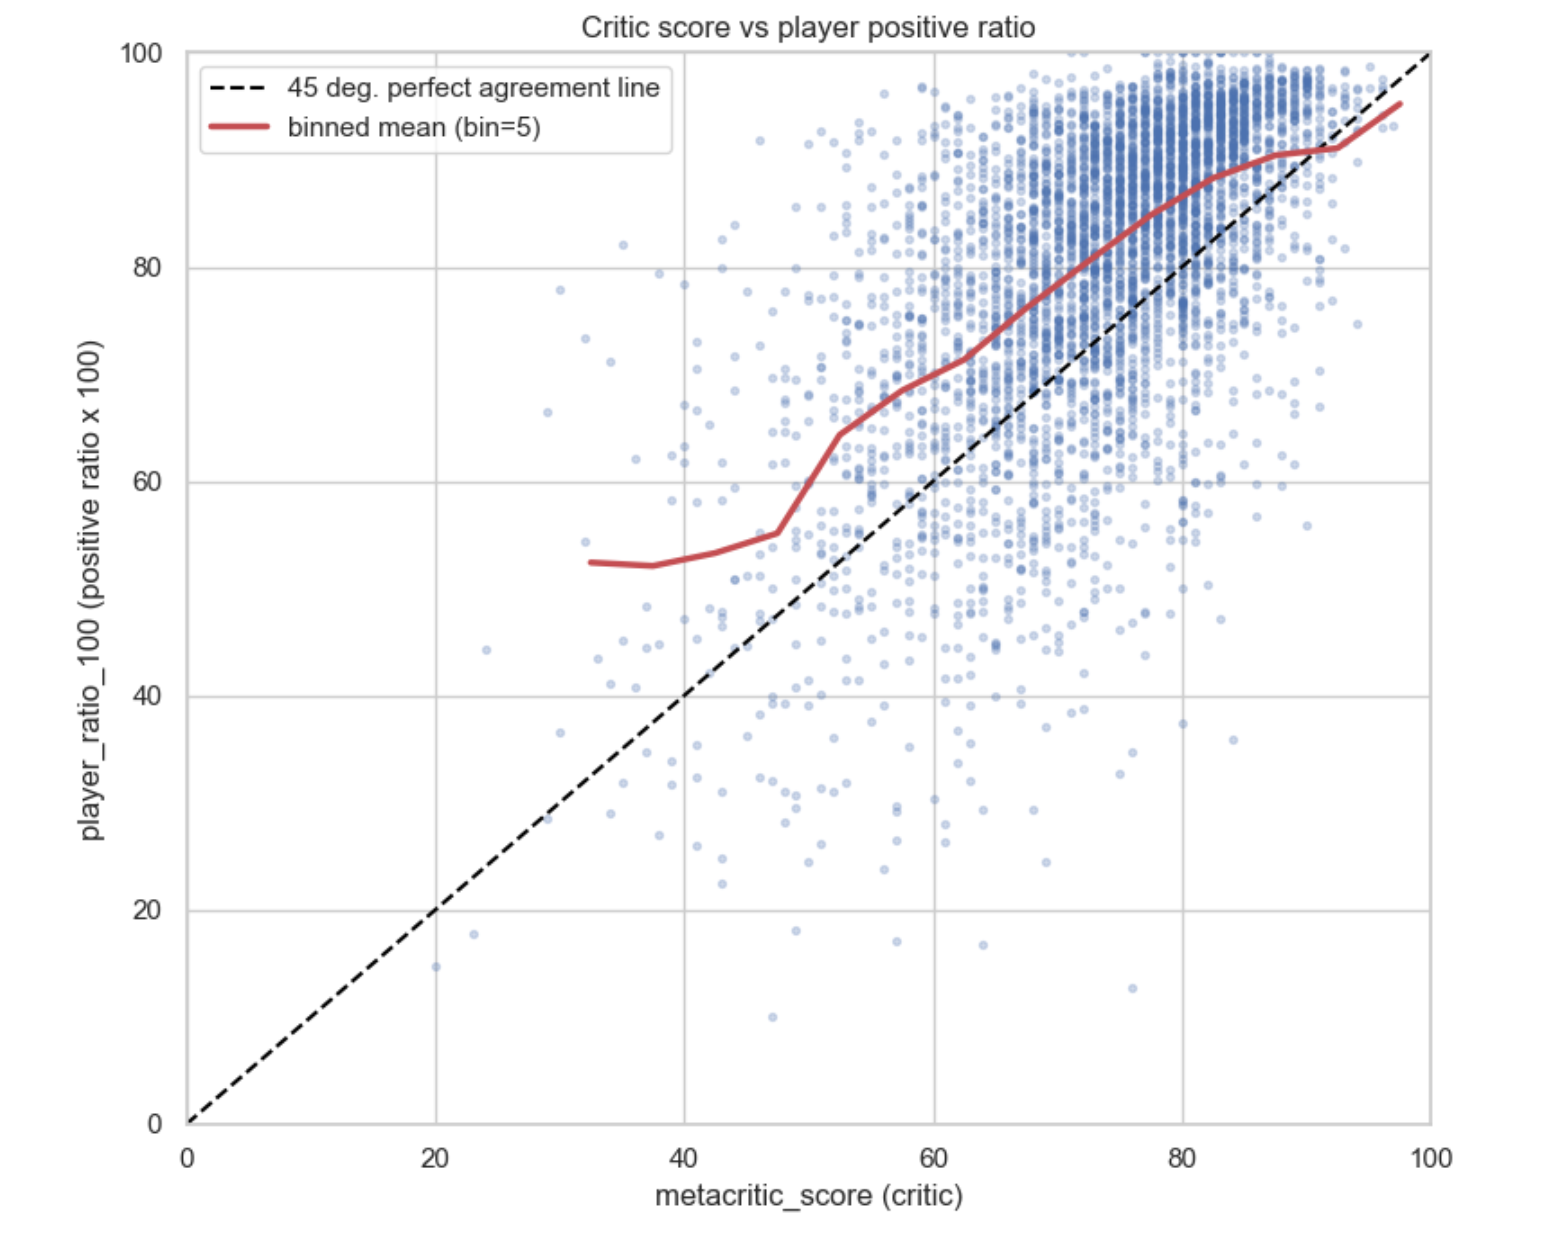 Critic score vs player positive ratio
45 deg. perfect agreement line
binned mean (bin=5)
player_ratio_100 (positive ratio x 100)
100
80
60
40
20
0
0 20 40 60 80 100
metacritic_score (critic)